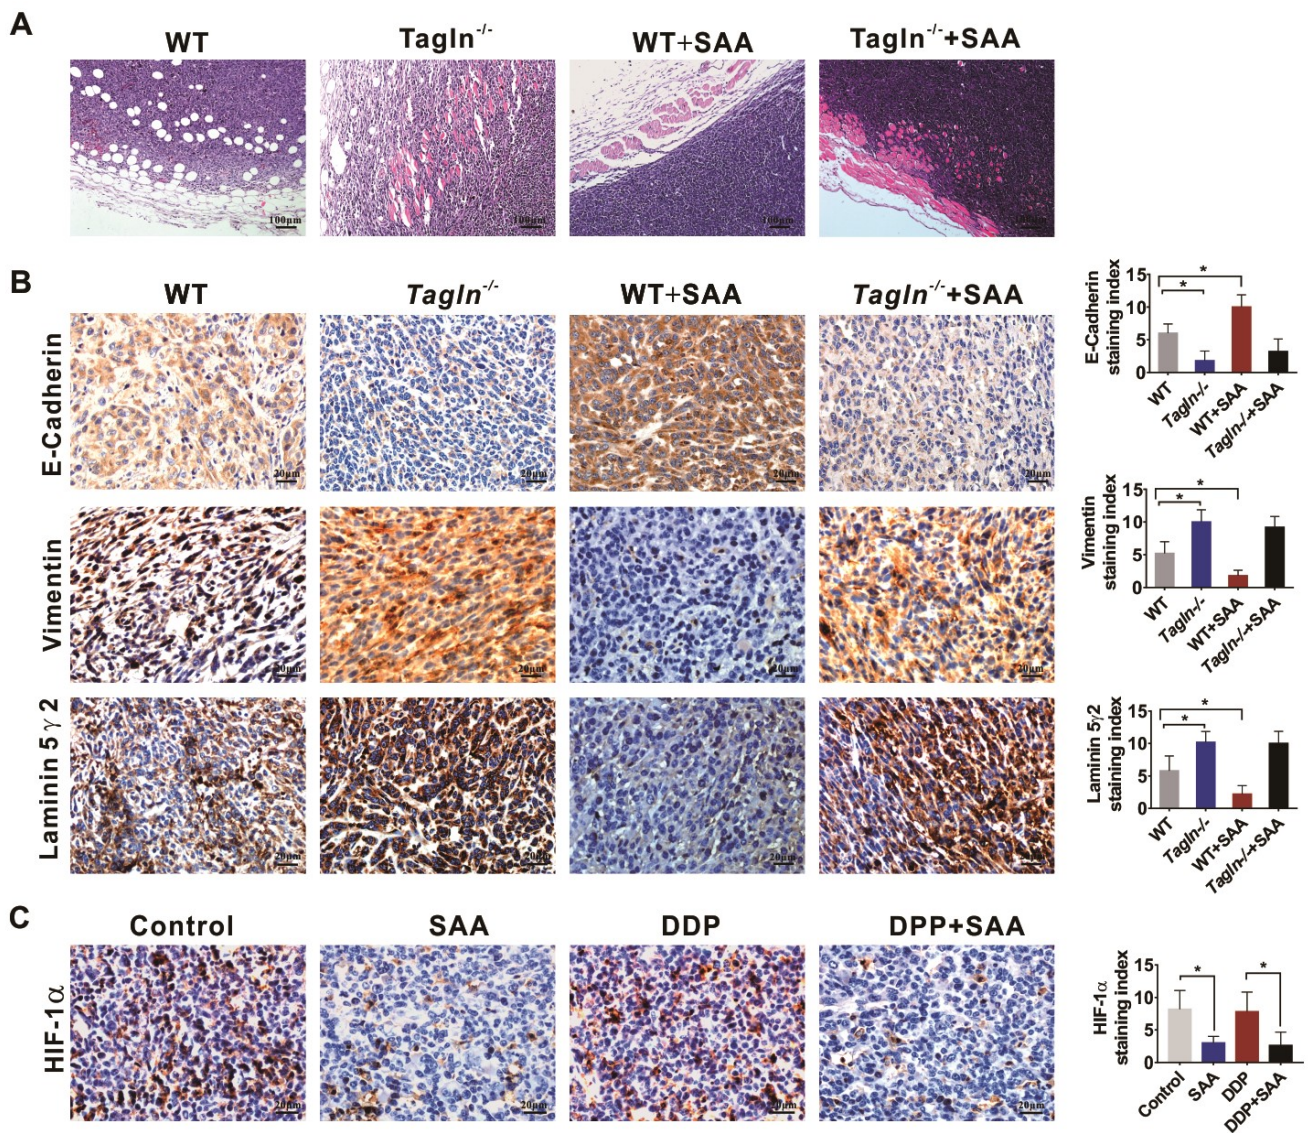 A
WT
Tagln-/-
WT+SAA
Tagln-/-+SAA
100μm
100μm
100μm
100μm
B
WT
Tagln-/-
WT+SAA
Tagln-/-+SAA
E-Cadherin
20μm
20μm
20μm
20μm
E-Cadherin
staining index
15
10
5
0
*
*
WT
Tagln-/-
WT+SAA
Tagln-/-+SAA
Vimentin
20μm
20μm
20μm
20μm
Vimentin
staining index
15
10
5
0
*
*
WT
Tagln-/-
WT+SAA
Tagln-/-+SAA
Laminin 5γ2
20μm
20μm
20μm
20μm
Laminin 5γ2
staining index
15
10
5
0
*
*
WT
Tagln-/-
WT+SAA
Tagln-/-+SAA
C
Control
SAA
DDP
DPP+SAA
HIF-1α
20μm
20μm
20μm
20μm
HIF-1α
staining index
15
10
5
0
*
*
Control
SAA
DDP
DDP+SAA